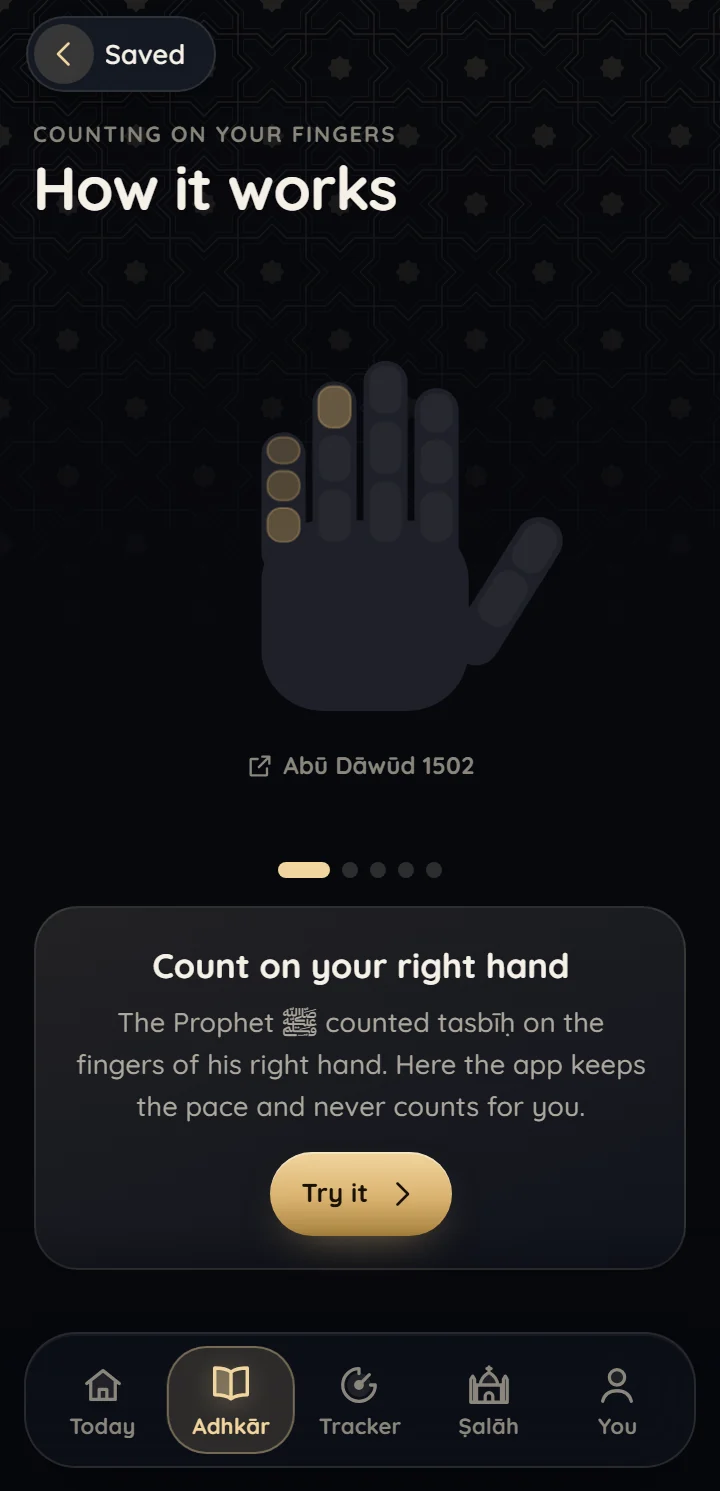 Saved
COUNTING ON YOUR FINGERS
How it works
Abū Dāwūd 1502
Count on your right hand
The Prophet ﷺ counted tasbīḥ on the
fingers of his right hand. Here the app keeps
the pace and never counts for you.
Try it
Today
Adhkār
Tracker
Ṣalāh
You